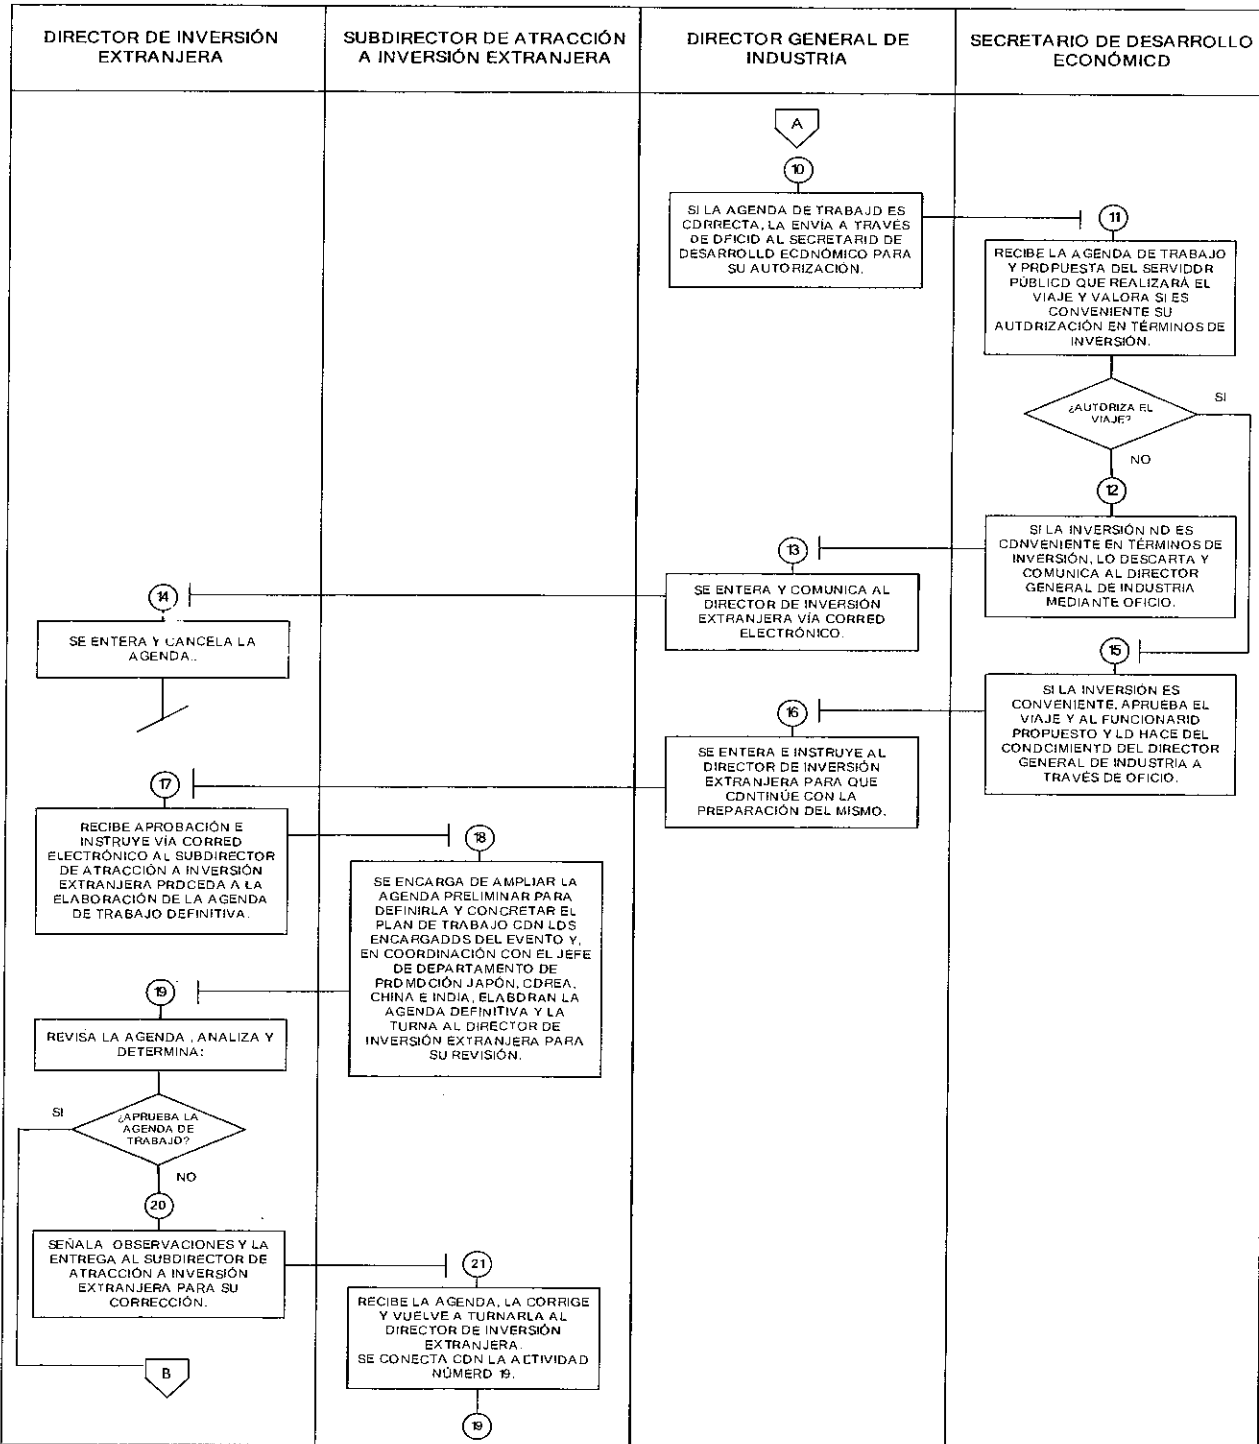 DIRECTOR DE INVERSIÓN
EXTRANJERA
SUBDIRECTOR DE ATRACCIÓN
A INVERSIÓN EXTRANJERA
DIRECTOR GENERAL DE
INDUSTRIA
SECRETARIO DE DESARROLLO
ECONÓMICD
A
10
SI LA AGENDA DE TRABAJD ES
CDRRECTA, LA ENVÍA A TRAVÉS
DE DFICID AL SECRETARID DE
DESARROLLD ECDNÓMICO PARA
SU AUTORIZACIÓN.
11
RECIBE LA AGENDA DE TRABAJO
Y PRDPUESTA DEL SERVIDDR
PÚBLICD QUE REALIZARÁ EL
VIAJE Y VALORA SI ES
CONVENIENTE SU
AUTDRIZACIÓN EN TÉRMINOS DE
INVERSIÓN.
¿AUTORIZA EL
VIAJE?
SI
NO
12
SI LA INVERSIÓN ND ES
CDNVENIENTE EN TÉRMINOS DE
INVERSIÓN, LO DESCARTA Y
COMUNICA AL DIRECTOR
GENERAL DE INDUSTRIA
MEDIANTE OFICIO.
13
SE ENTERA Y COMUNICA AL
DIRECTOR DE INVERSIÓN
EXTRANJERA VÍA CORRED
ELECTRÓNICO.
14
SE ENTERA Y CANCELA LA
AGENDA..
15
SI LA INVERSIÓN ES
CONVENIENTE, APRUEBA EL
VIAJE Y AL FUNCIONARID
PROPUESTO Y LD HACE DEL
CONDCIMIENTD DEL DIRECTOR
GENERAL DE INDUSTRIA A
TRAVÉS DE OFICIO.
16
SE ENTERA E INSTRUYE AL
DIRECTOR DE INVERSIÓN
EXTRANJERA PARA QUE
CDNTINÚE CON LA
PREPARACIÓN DEL MISMO.
17
RECIBE APROBACIÓN E
INSTRUYE VÍA CORRED
ELECTRÓNICO AL SUBDIRECTOR
DE ATRACCIÓN A INVERSIÓN
EXTRANJERA PRDCEDA A LA
ELABORACIÓN DE LA AGENDA
DE TRABAJO DEFINITIVA.
18
SE ENCARGA DE AMPLIAR LA
AGENDA PRELIMINAR PARA
DEFINIRLA Y CONCRETAR EL
PLAN DE TRABAJO CDN LDS
ENCARGADDS DEL EVENTO Y,
EN COORDINACIÓN CON EL JEFE
DE DEPARTAMENTO DE
PRDMDCIÓN JAPÓN, CDREA,
CHINA E INDIA, ELABDRAN LA
AGENDA DEFINITIVA Y LA
TURNA AL DIRECTOR DE
INVERSIÓN EXTRANJERA PARA
SU REVISIÓN.
19
REVISA LA AGENDA , ANALIZA Y
DETERMINA:
SI
¿APRUEBA LA
AGENDA DE
TRABAJO?
NO
20
SEÑALA OBSERVACIONES Y LA
ENTREGA AL SUBDIRECTOR DE
ATRACCIÓN A INVERSIÓN
EXTRANJERA PARA SU
CORRECCIÓN.
21
RECIBE LA AGENDA, LA CORRIGE
Y VUELVE A TURNARLA AL
DIRECTOR DE INVERSIÓN
EXTRANJERA.
SE CONECTA CDN LA ACTIVIDAD
NÚMERD 19.
B
19